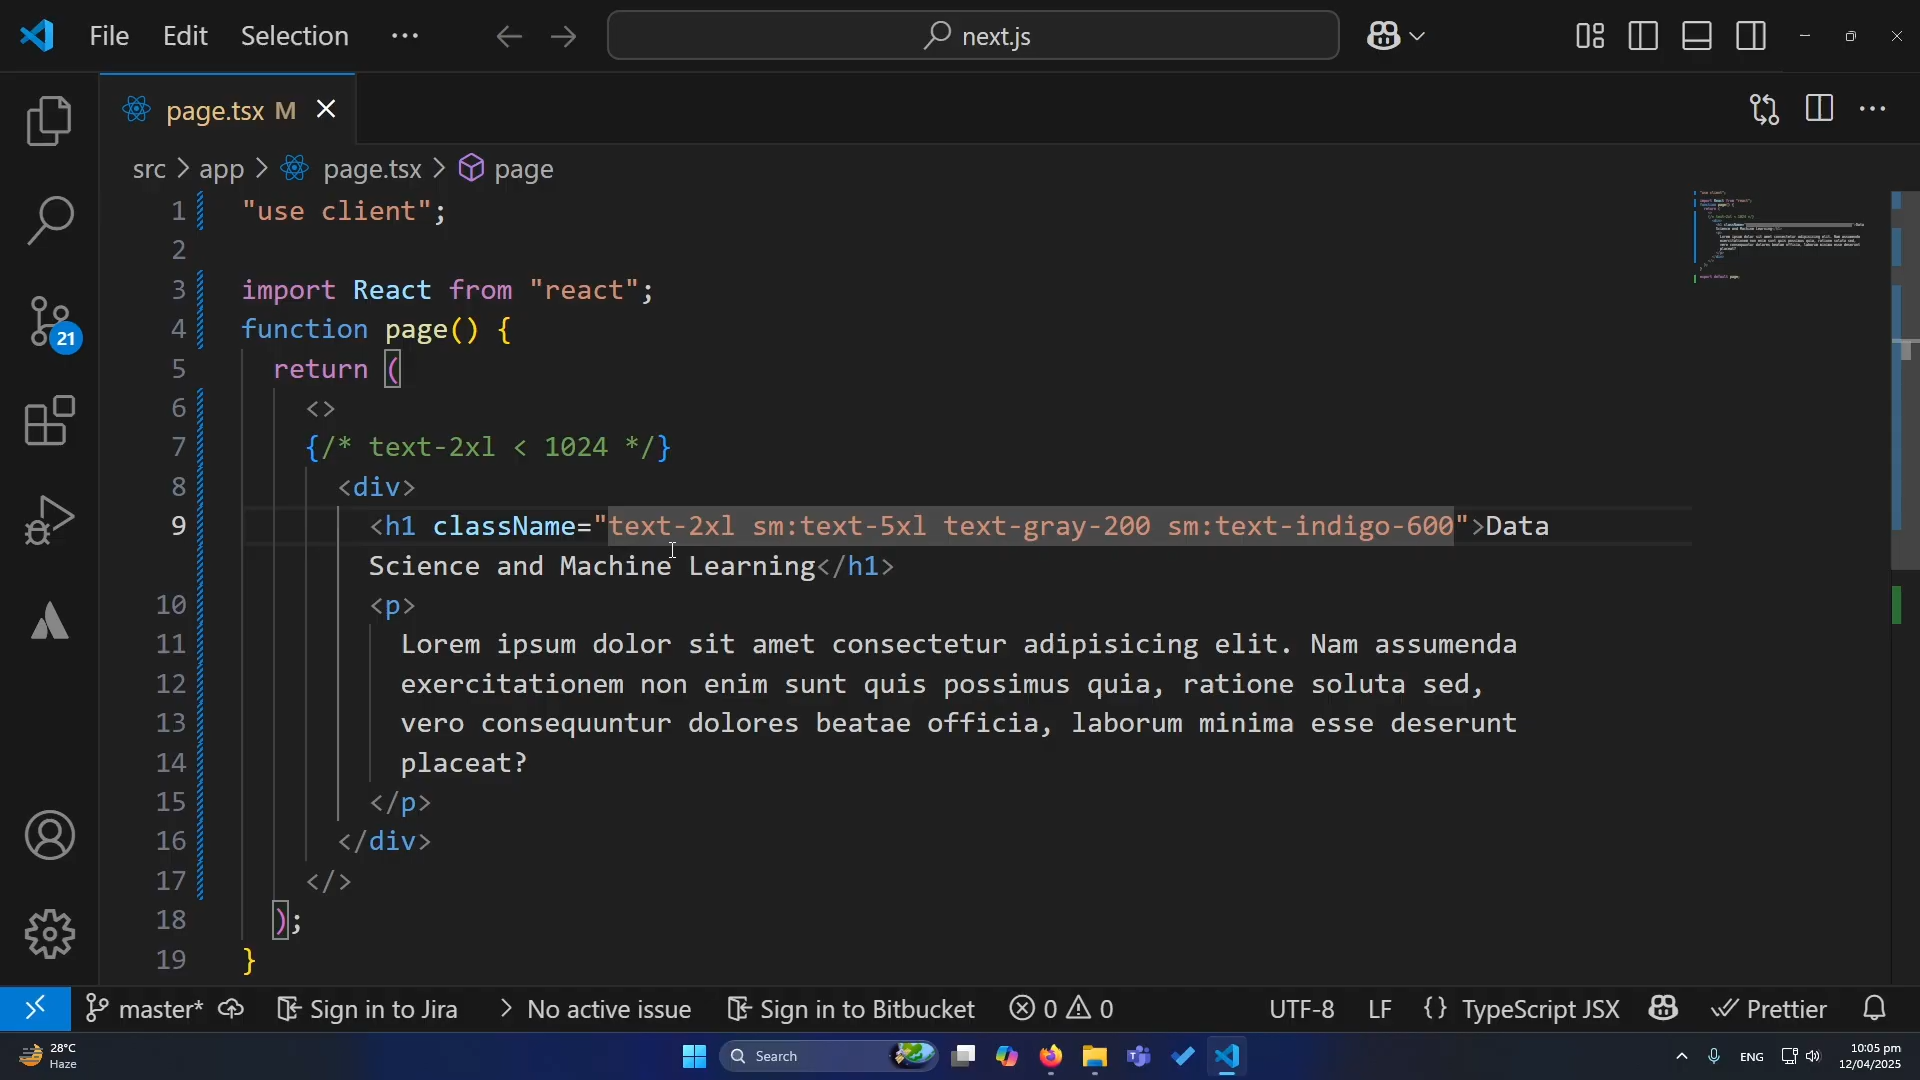 File Edit Selection ···
next.js
page.tsx M
src > app > page.tsx > page
1 "use client";
2
3 import React from "react";
4 function page() {
5 return (
6 <>
7 {/* text-2xl < 1024 */}
8 <div>
9 <h1 className="text-2xl sm:text-5xl text-gray-200 sm:text-indigo-600">Data
Science and Machine Learning</h1>
10 <p>
11 Lorem ipsum dolor sit amet consectetur adipisicing elit. Nam assumenda
12 exercitationem non enim sunt quis possimus quia, ratione soluta sed,
13 vero consequuntur dolores beatae officia, laborum minima esse deserunt
14 placeat?
15 </p>
16 </div>
17 </>
18 );
19 }
21
master* Sign in to Jira > No active issue Sign in to Bitbucket 0 0 UTF-8 LF {} TypeScript JSX Prettier
28°C
Haze
Search
ENG
10:05 pm
12/04/2025